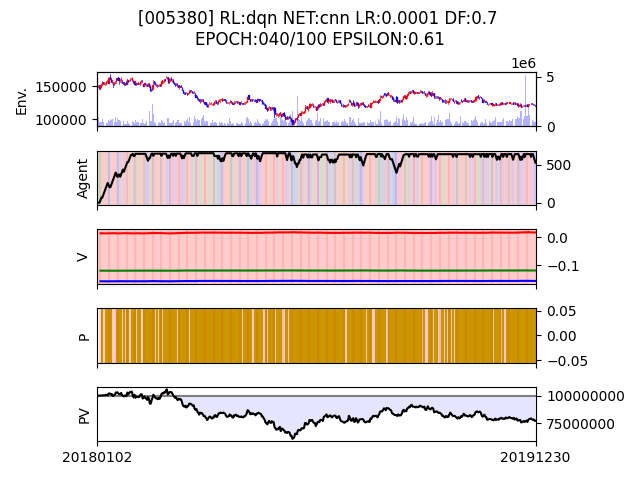 [005380] RL:dqn NET:cnn LR:0.0001 DF:0.7
EPOCH:040/100 EPSILON:0.61
1e6
Env.
150000
100000
5
0
Agent
500
0
V
0.0
−0.1
P
0.05
0.00
−0.05
PV
100000000
75000000
20180102
20191230